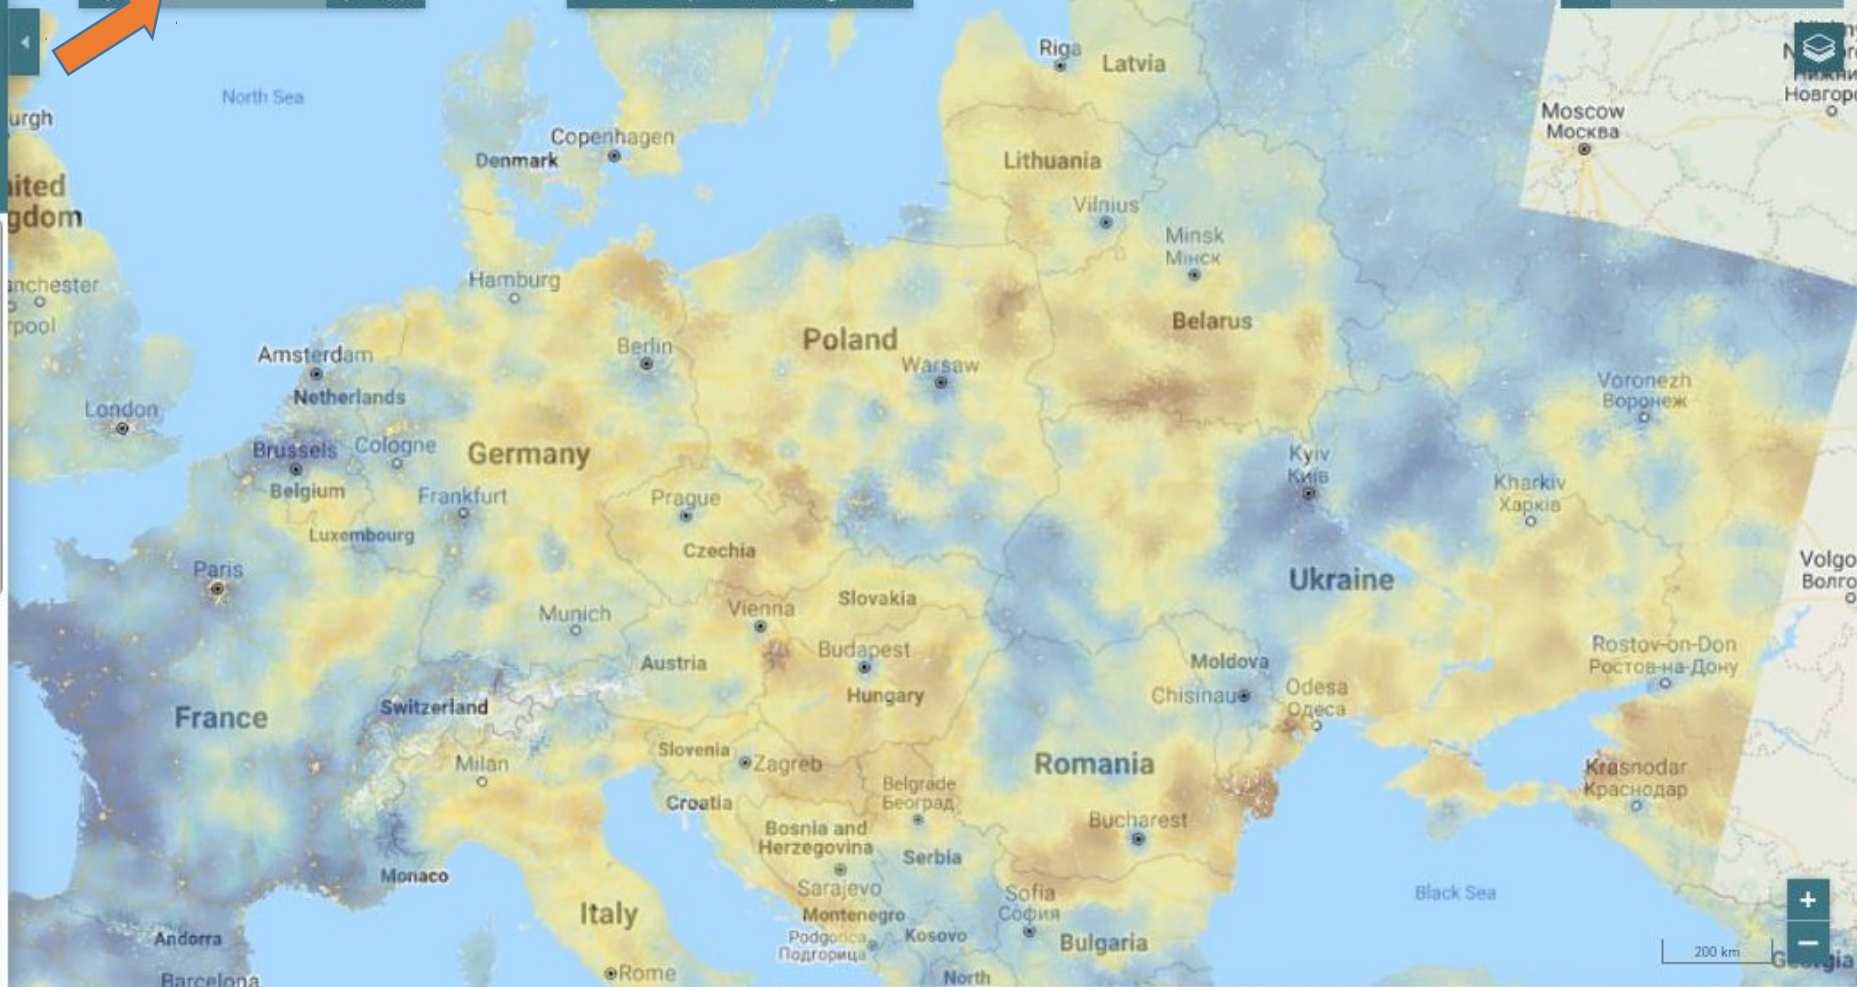 Riga
Latvia
North Sea
Moscow
Москва
urgh
Copenhagen
Denmark
Lithuania
ited
gdom
Vilnius
Minsk
Мінск
Hamburg
anchester
rpool
Belarus
Poland
Berlin
Amsterdam
Warsaw
Netherlands
Voronezh
Воронеж
London
Brussels
Cologne
Germany
Kyiv
Київ
Belgium
Frankfurt
Prague
Kharkiv
Харків
Luxembourg
Czechia
Paris
Ukraine
Volgo
Волго
Slovakia
Vienna
Munich
Budapest
Rostov-on-Don
Ростов-на-Дону
Austria
Moldova
Hungary
Chisinau
Odesa
Одеса
Switzerland
France
Slovenia
Zagreb
Milan
Romania
Krasnodar
Краснодар
Belgrade
Београд
Croatia
Bucharest
Bosnia and
Herzegovina
Serbia
Monaco
Sarajevo
Sofia
София
Black Sea
Italy
Montenegro
Andorra
Podgorica
Подгорица
Kosovo
Bulgaria
200 km
Rome
North
Barcelona